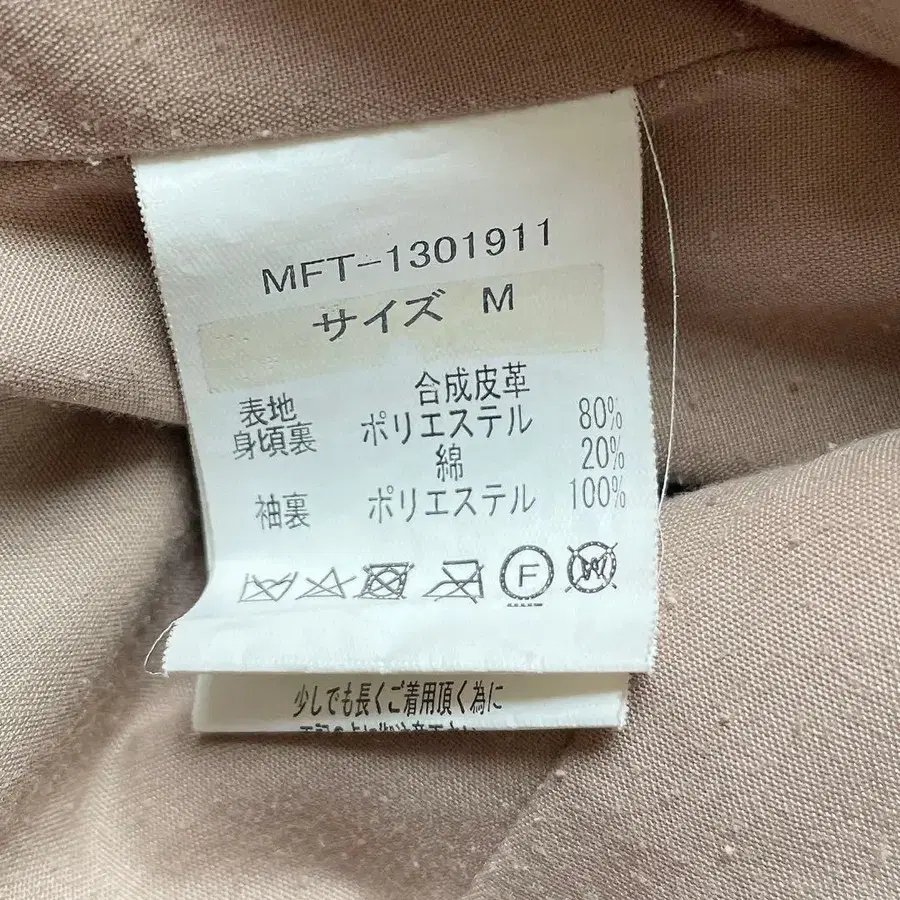 MFT-1301911
サイズ M
合成皮革
表地 ポリエステル 80%
身頃裏 綿 20%
袖裏 ポリエステル 100%
F
W
少しでも長くご着用頂く為に